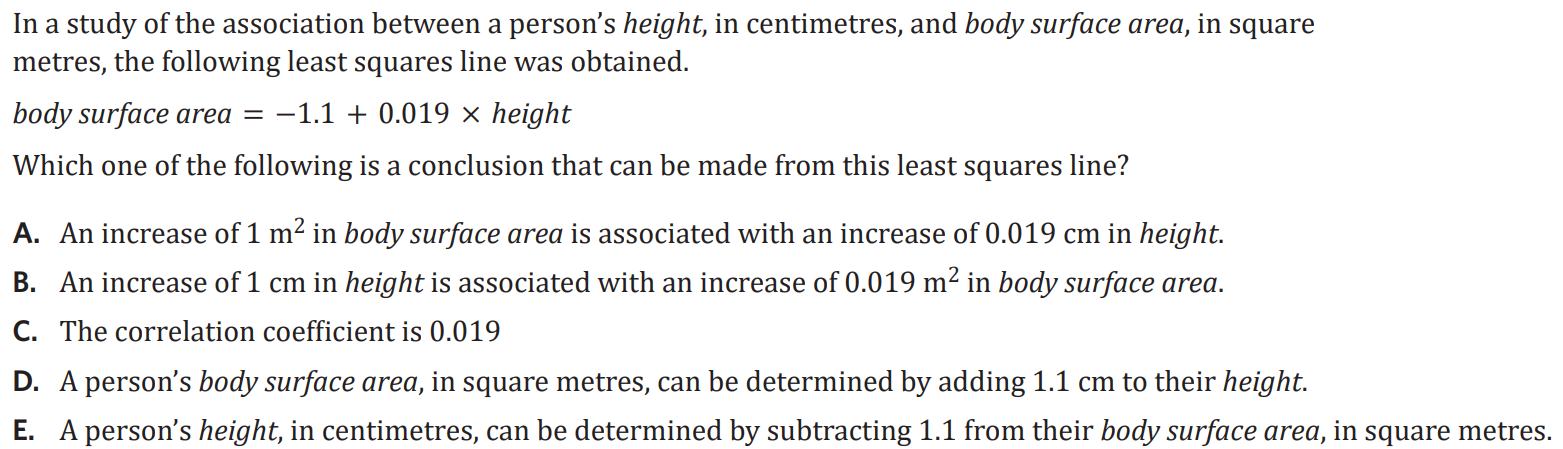 In a study of the association between a person’s height, in centimetres, and body surface area, in square
metres, the following least squares line was obtained.
body surface area = −1.1 + 0.019 × height
Which one of the following is a conclusion that can be made from this least squares line?
A. An increase of 1 m² in body surface area is associated with an increase of 0.019 cm in height.
B. An increase of 1 cm in height is associated with an increase of 0.019 m² in body surface area.
C. The correlation coefficient is 0.019
D. A person’s body surface area, in square metres, can be determined by adding 1.1 cm to their height.
E. A person’s height, in centimetres, can be determined by subtracting 1.1 from their body surface area, in square metres.